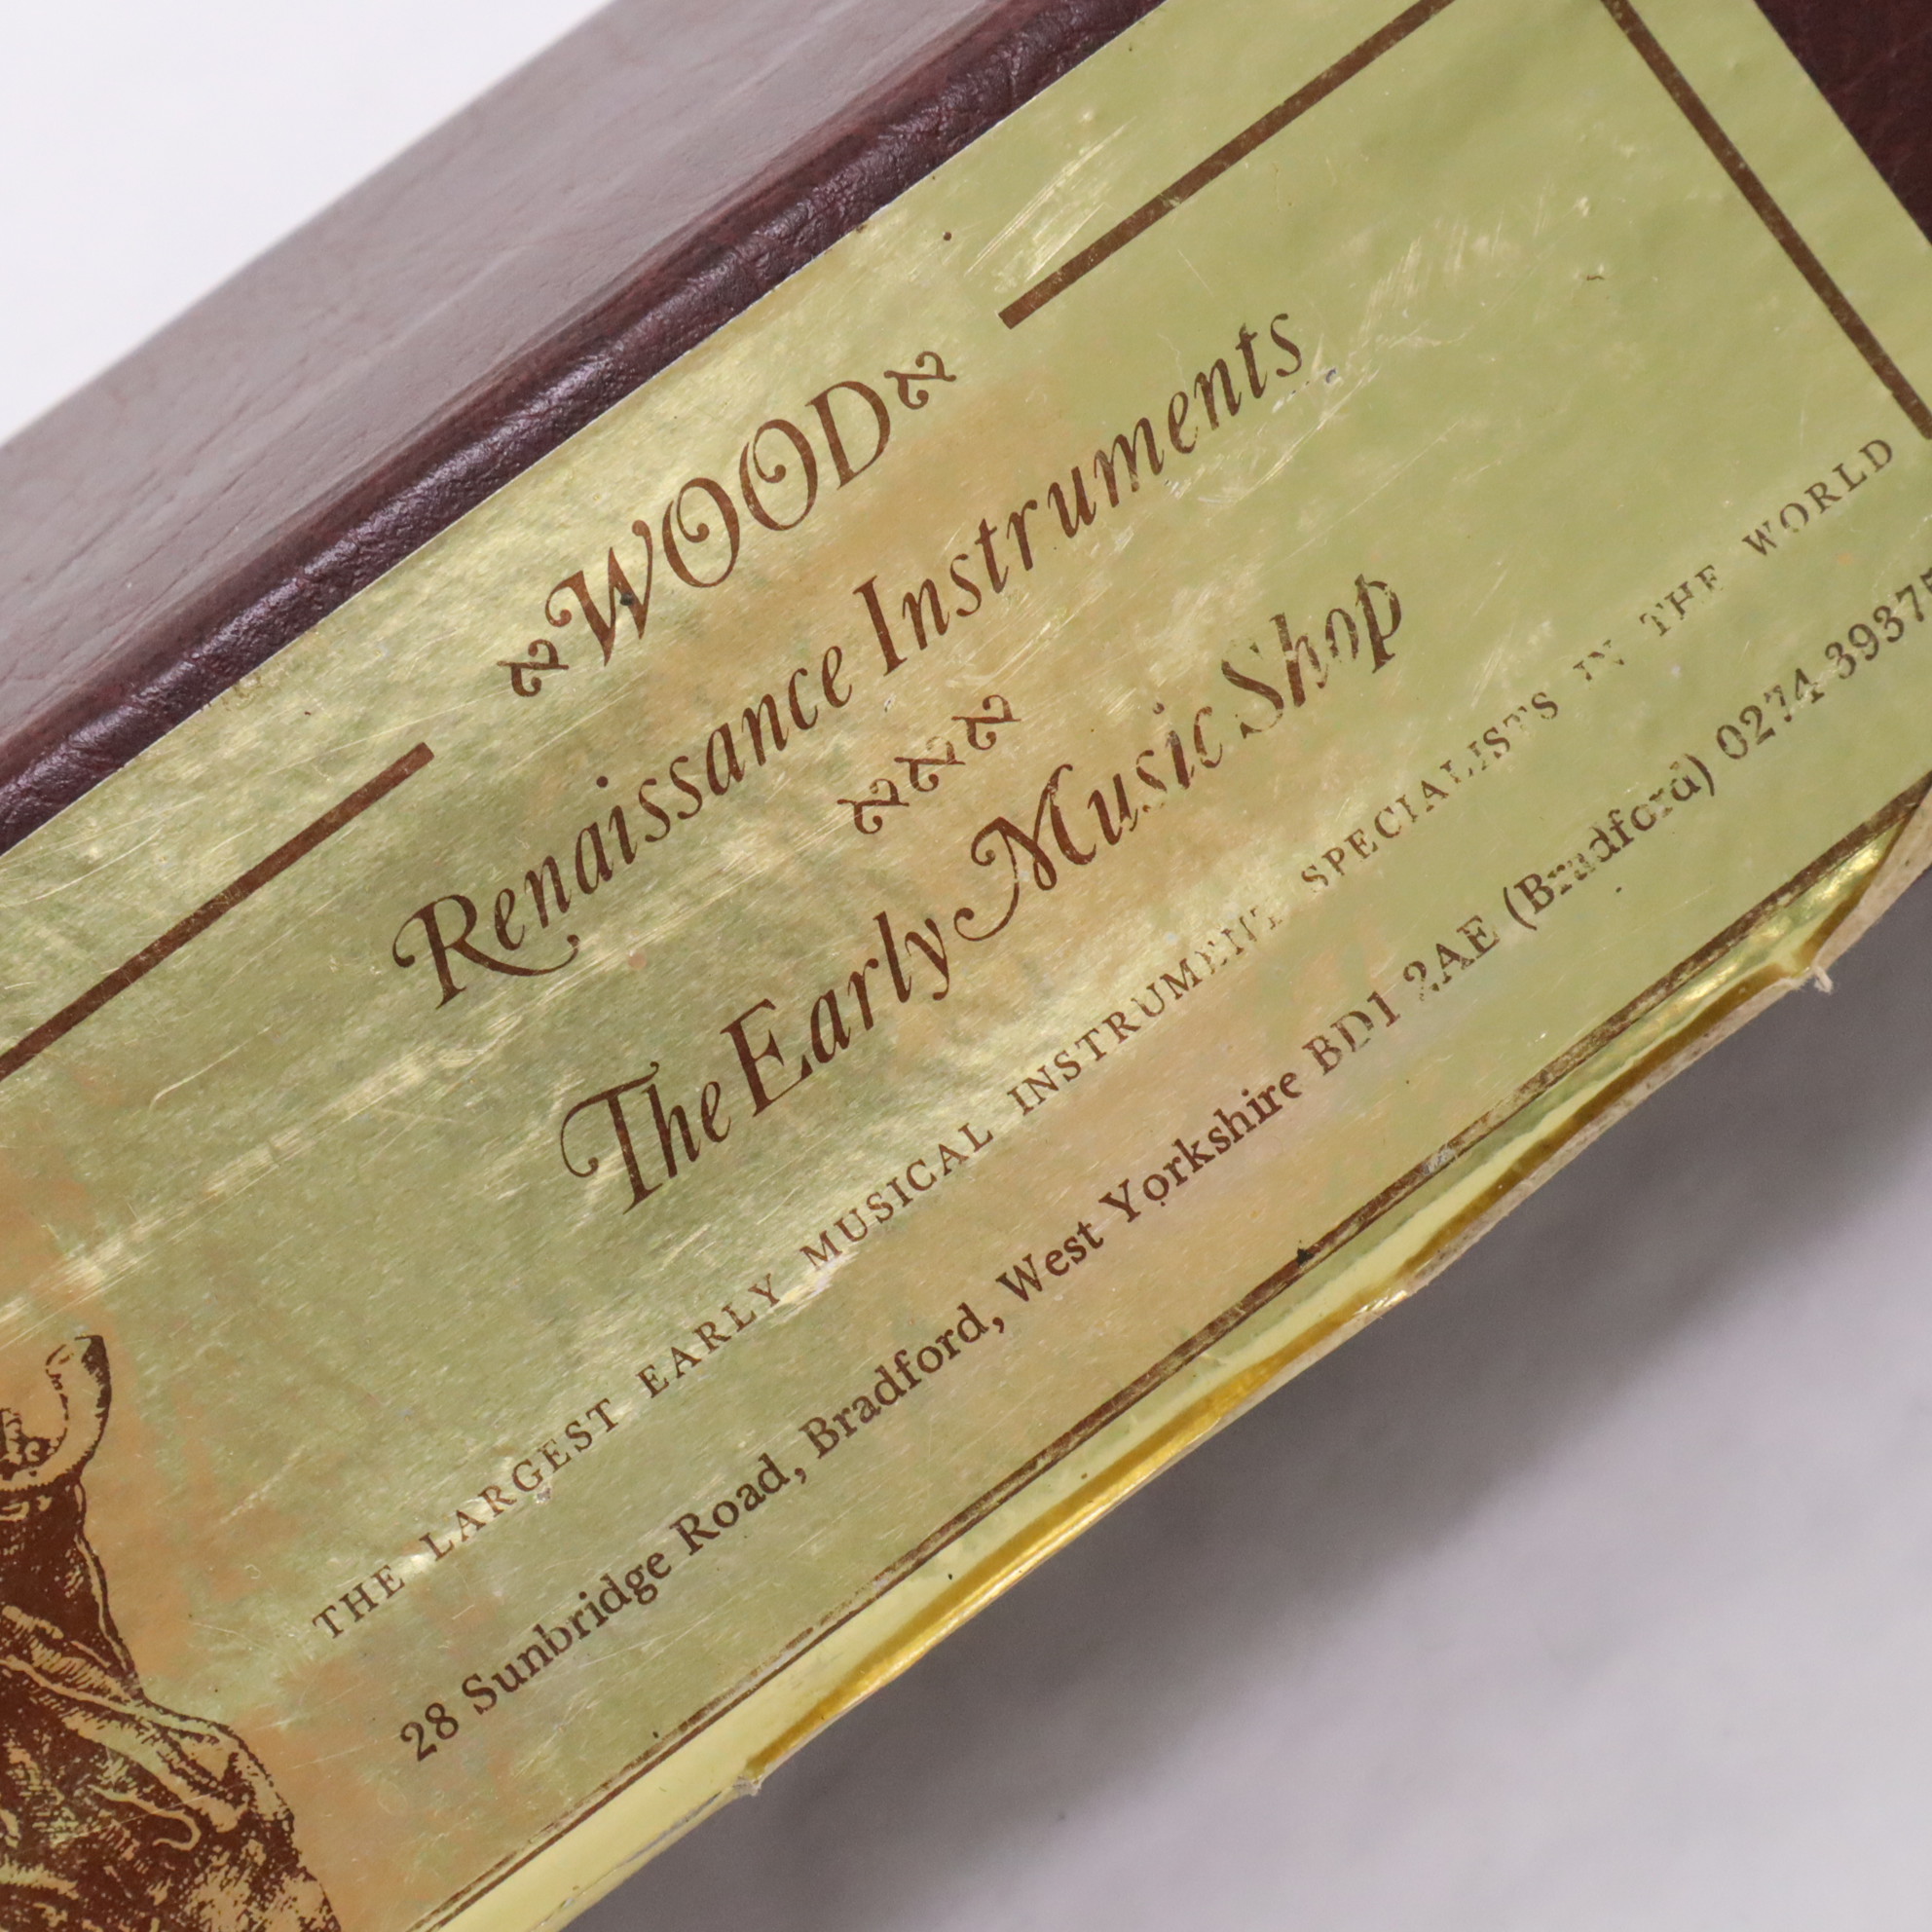 WOOD
Renaissance Instruments
The Early Music Shop
THE LARGEST EARLY MUSICAL INSTRUMENT SPECIALISTS IN THE WORLD
28 Sunbridge Road, Bradford, West Yorkshire BD1 2AE (Bradford) 0274